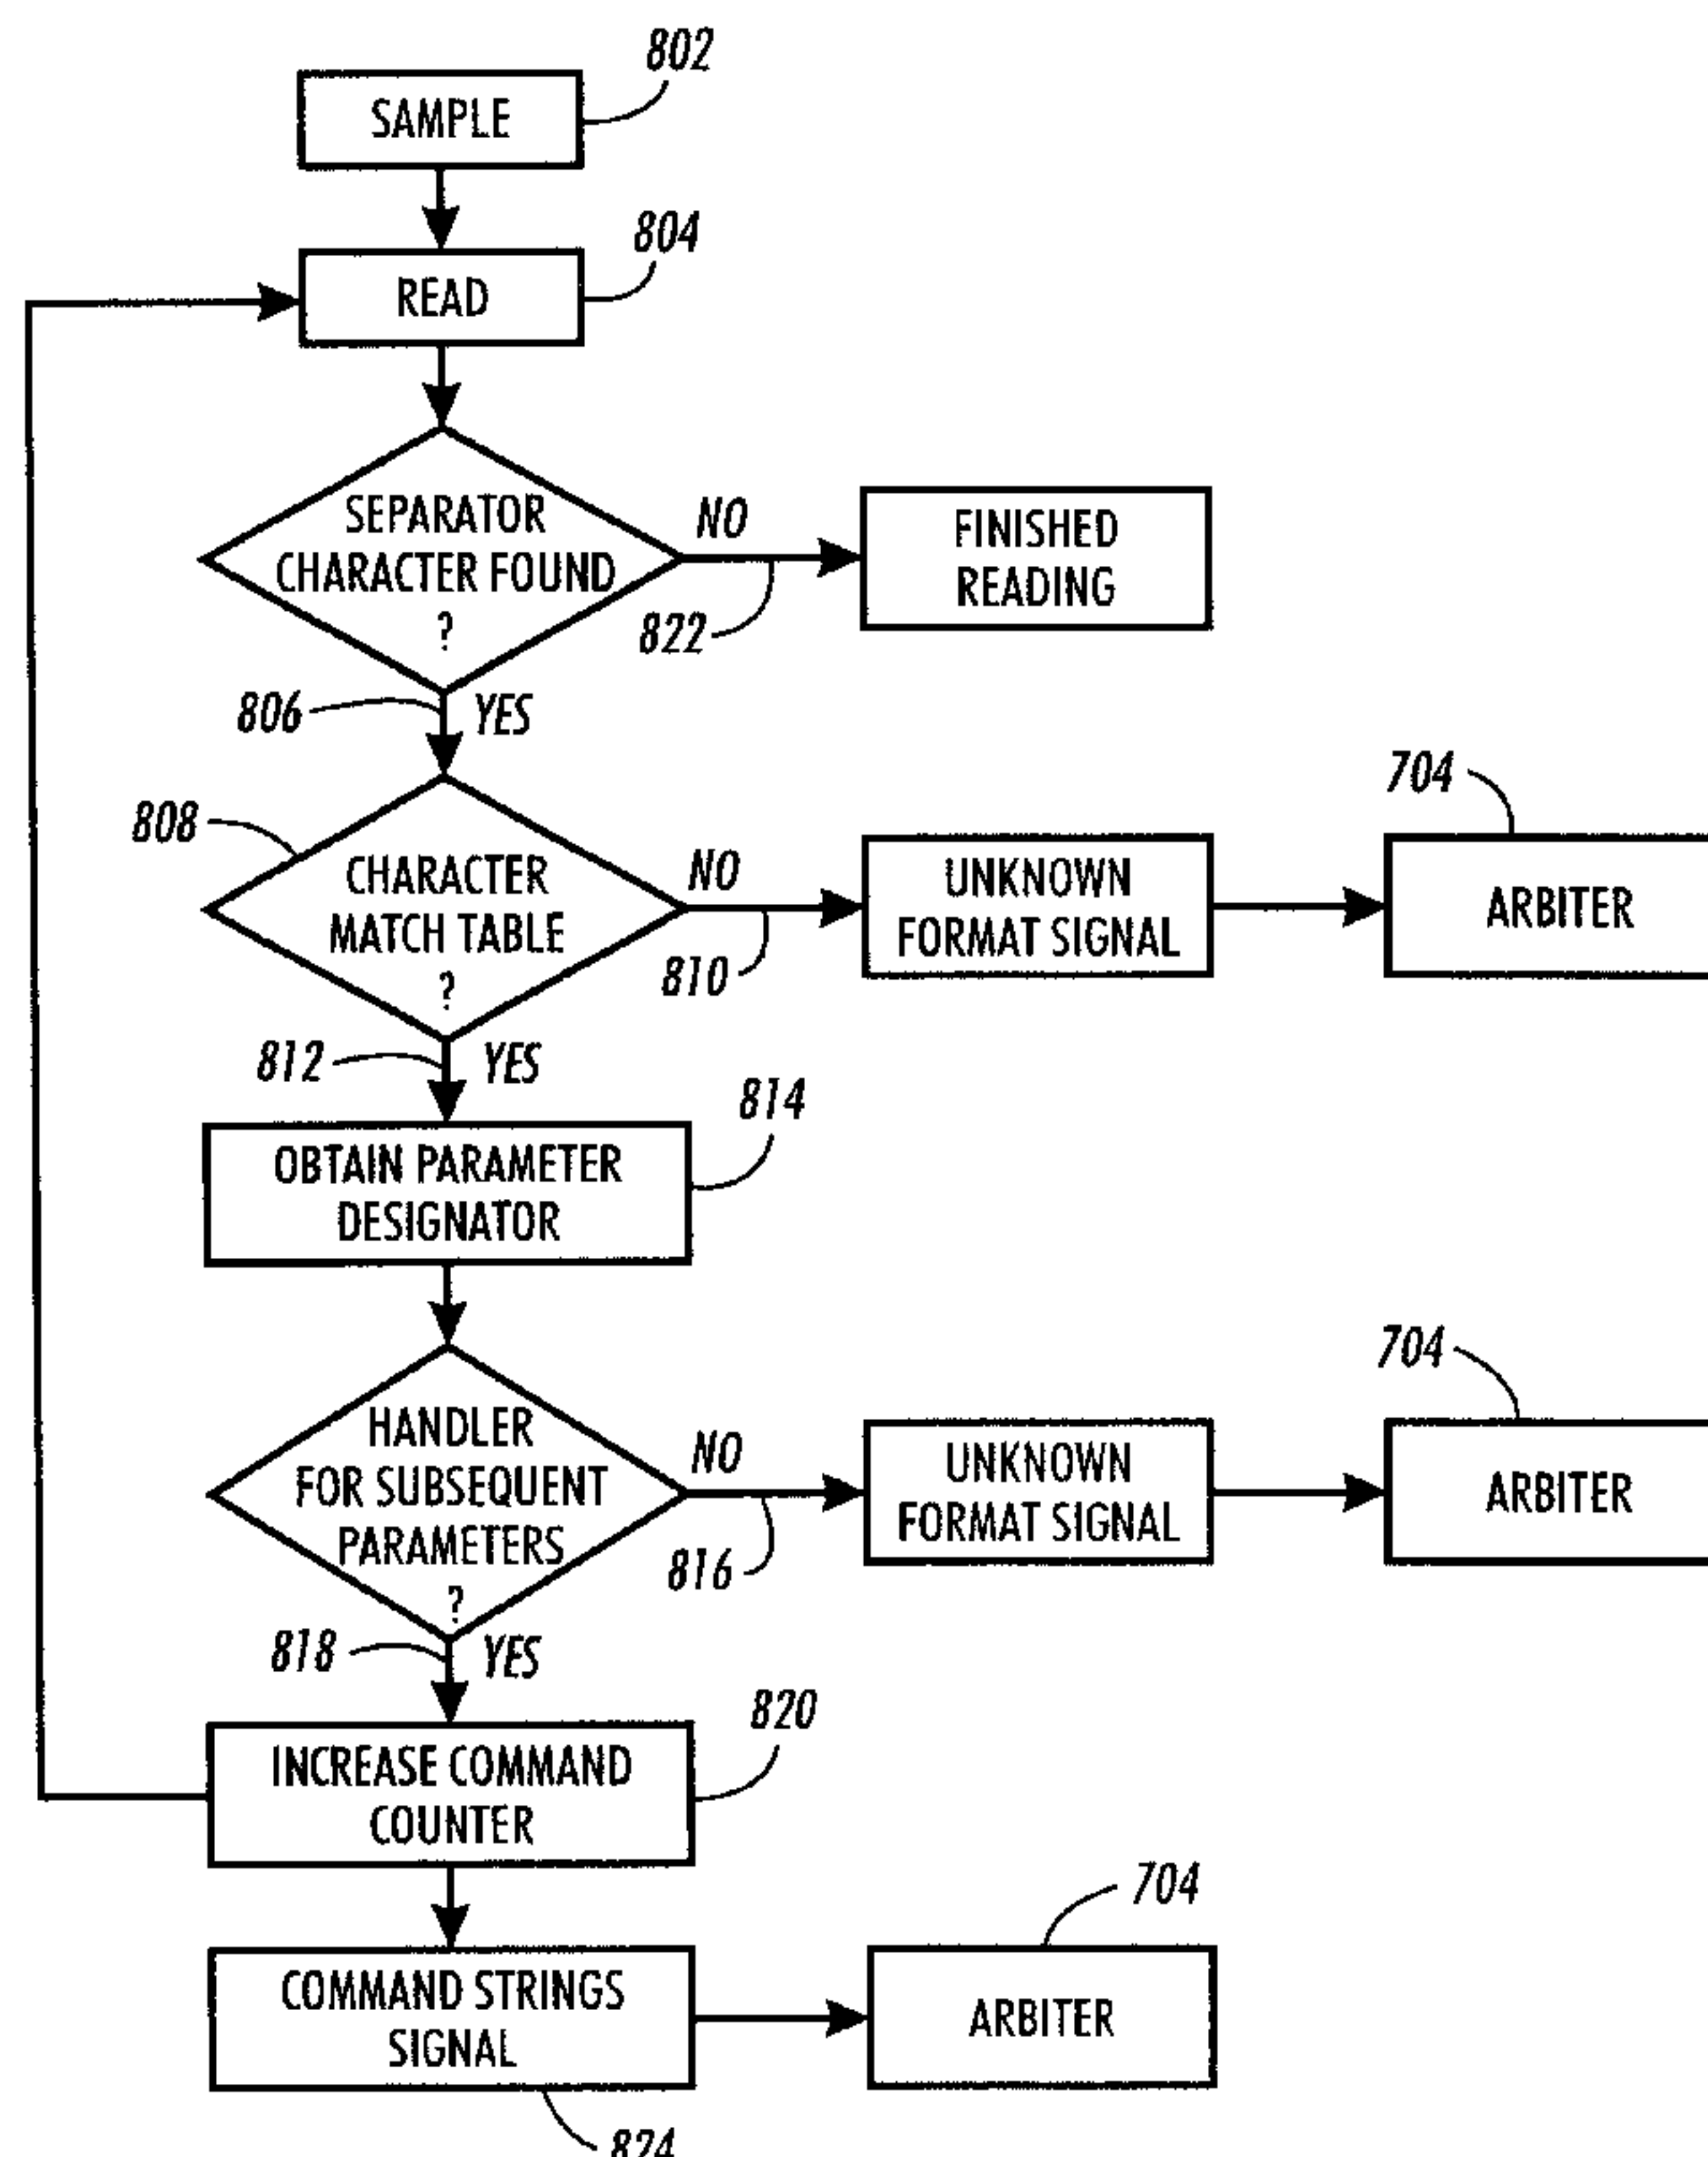 802
SAMPLE
804
READ
SEPARATOR
CHARACTER FOUND
?
NO
822
FINISHED
READING
806
YES
808
CHARACTER
MATCH TABLE
?
NO
810
UNKNOWN
FORMAT SIGNAL
704
ARBITER
812
YES
814
OBTAIN PARAMETER
DESIGNATOR
HANDLER
FOR SUBSEQUENT
PARAMETERS
?
NO
816
UNKNOWN
FORMAT SIGNAL
704
ARBITER
818
YES
820
INCREASE COMMAND
COUNTER
COMMAND STRINGS
SIGNAL
824
704
ARBITER